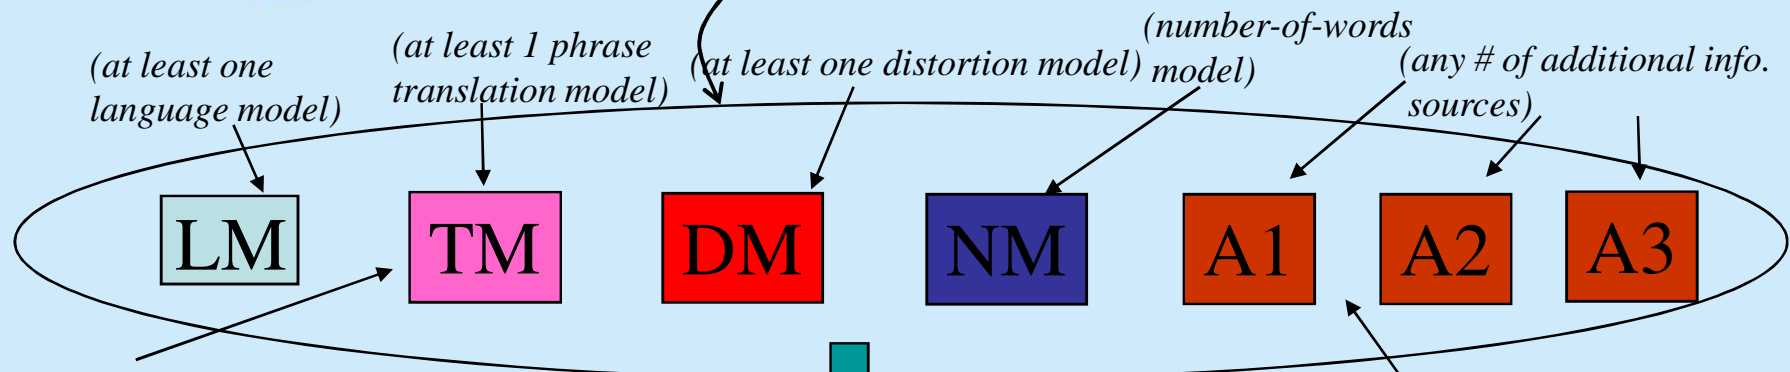 (at least one
language model)
(at least 1 phrase
translation model)
(at least one distortion model)
(number-of-words
model)
(any # of additional info.
sources)
LM
TM
DM
NM
A1
A2
A3